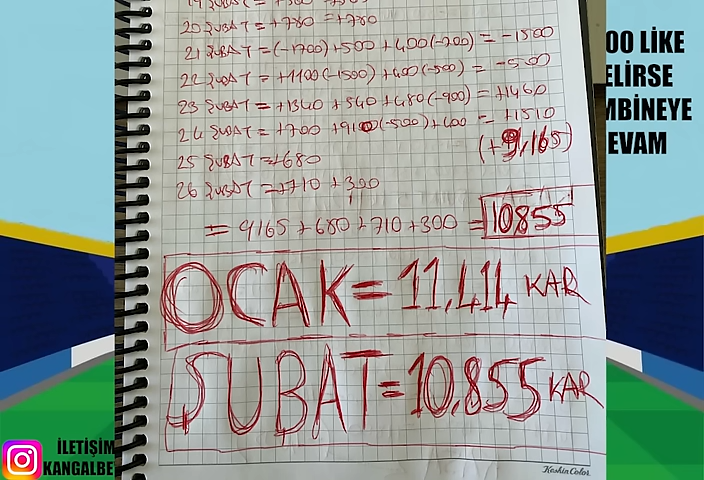 20 ŞUBAT = +780 = +780
21 ŞUBAT = (-1700) +500 +400 (-700) = -1500
22 ŞUBAT = +1100 (-1500) +400 (-500) = -500
23 ŞUBAT = +1340 +540 +480 (-900) = +1460
24 ŞUBAT = +700 +910 (-500) +400 = +1510
(+9,165)
25 ŞUBAT = +680
26 ŞUBAT = +710 +300
= 9165 +680 +710 +300 = 10855
OCAK = 11,414 KAR
ŞUBAT = 10.855 KAR
Keskin Color
00 LİKE
ELİRSE
MBİNEYE
EVAM
İLETİŞİM
KANGALBE